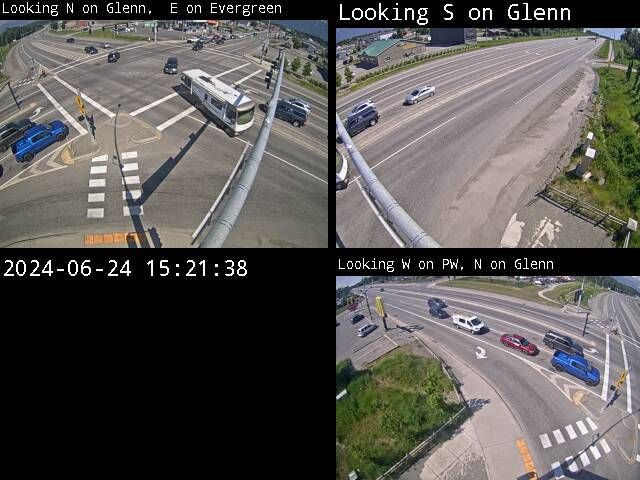 Looking N on Glenn,  E on Evergreen
Looking S on Glenn
2024-06-24 15:21:38
Looking W on PW, N on Glenn